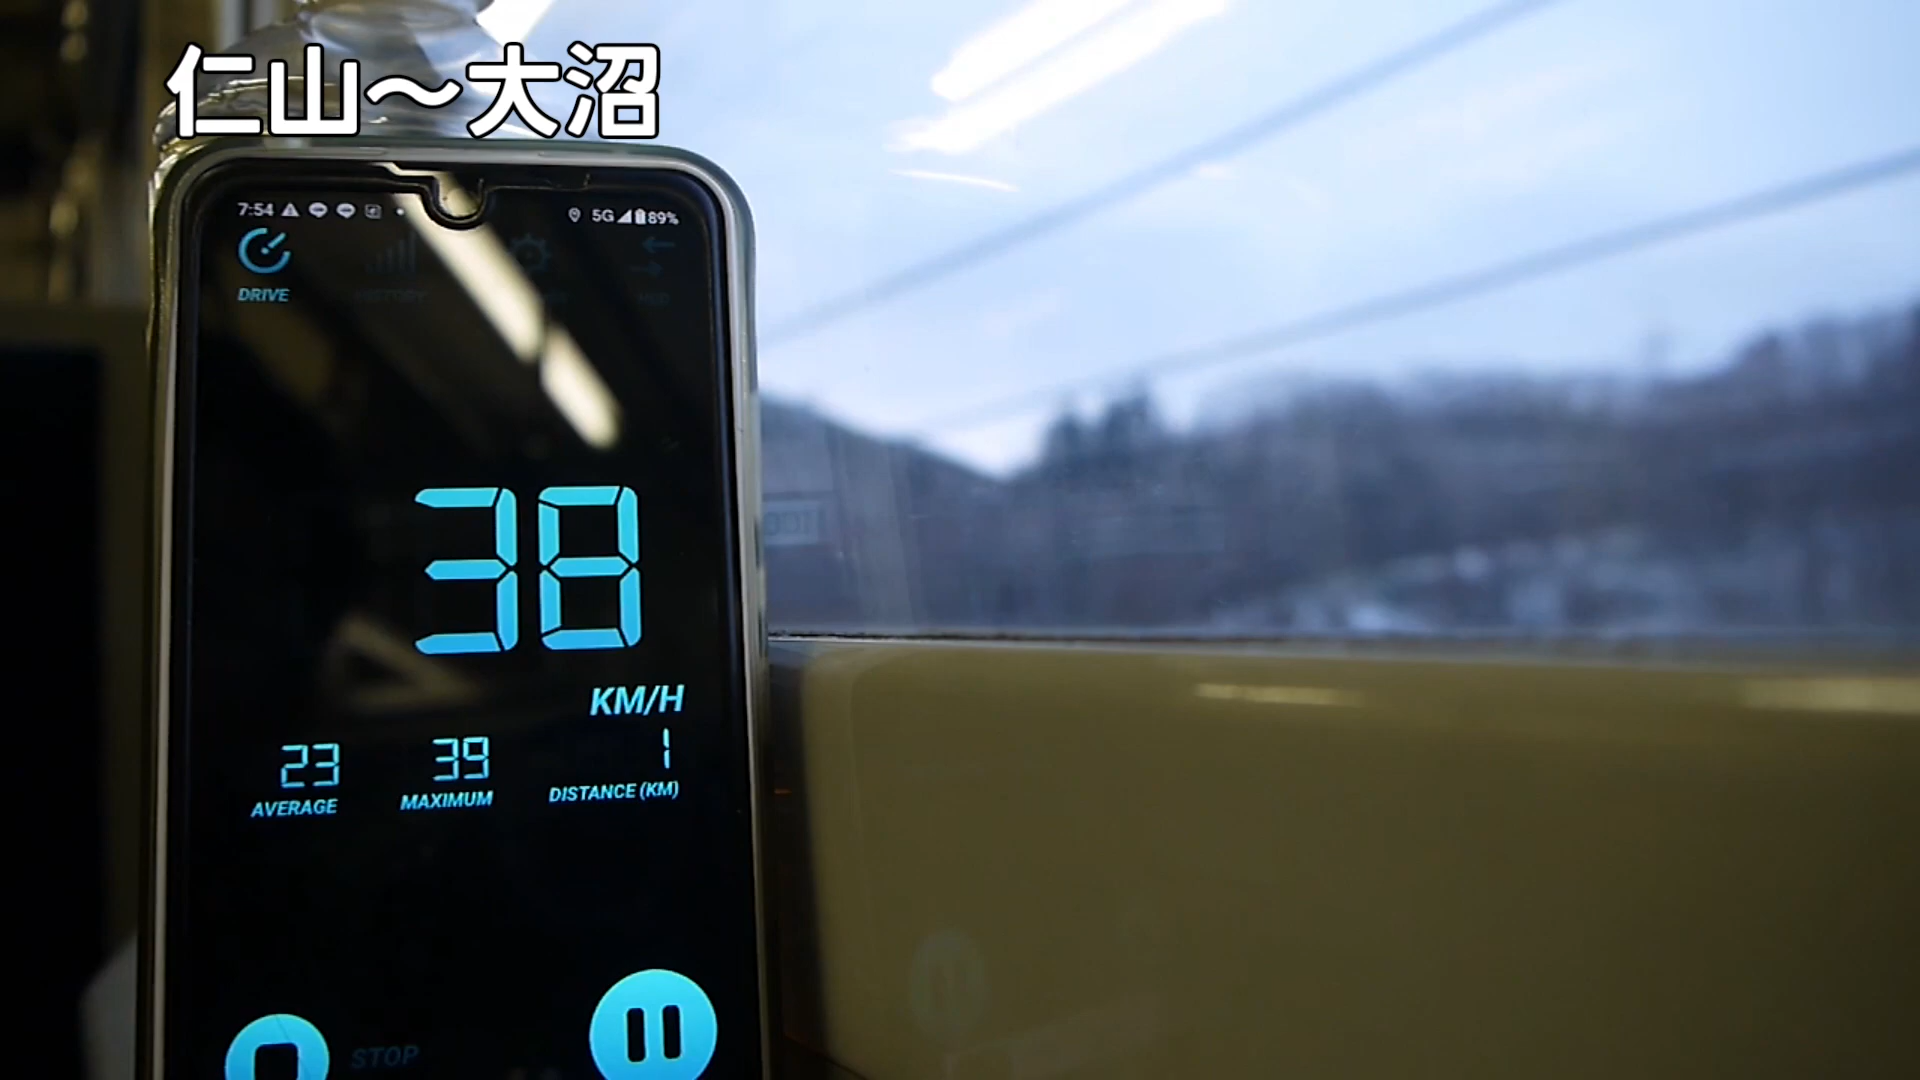 仁山～大沼
7:54 5G 89%
DRIVE
38
KM/H
23 39 1
AVERAGE MAXIMUM DISTANCE (KM)
STOP